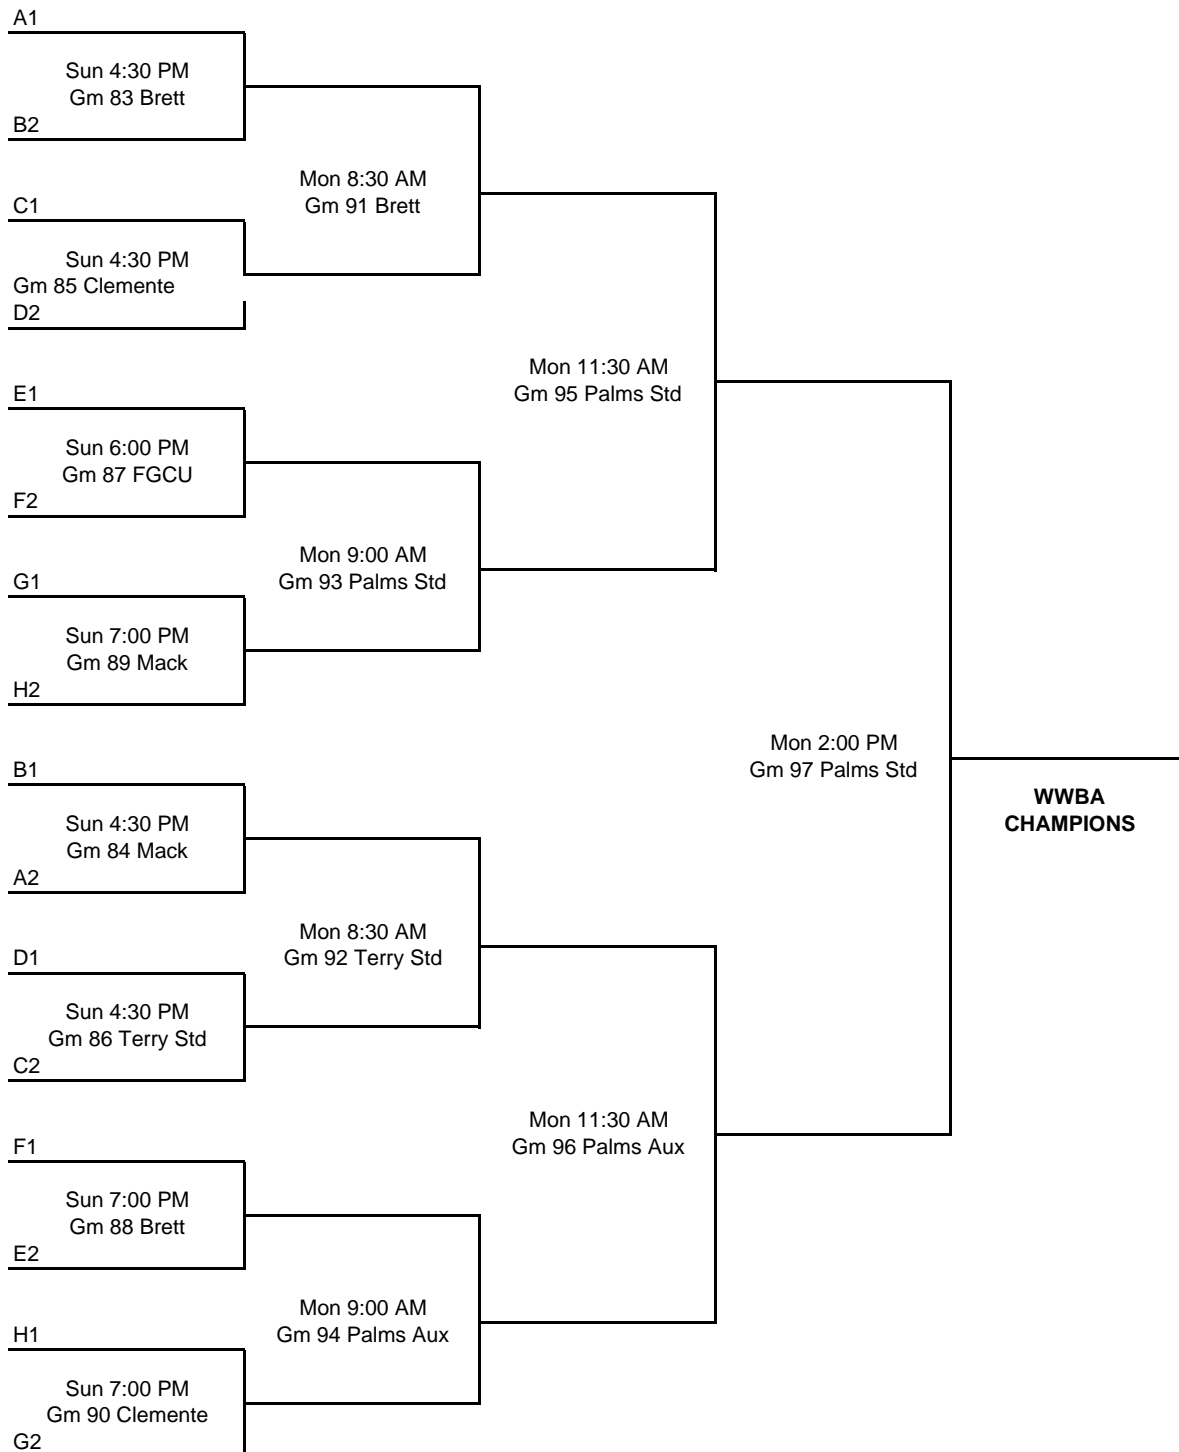 A1
Sun 4:30 PM
Gm 83 Brett
B2
Mon 8:30 AM
Gm 91 Brett
C1
Sun 4:30 PM
Gm 85 Clemente
D2
Mon 11:30 AM
Gm 95 Palms Std
E1
Sun 6:00 PM
Gm 87 FGCU
F2
Mon 9:00 AM
Gm 93 Palms Std
G1
Sun 7:00 PM
Gm 89 Mack
H2
Mon 2:00 PM
Gm 97 Palms Std
WWBA
CHAMPIONS
B1
Sun 4:30 PM
Gm 84 Mack
A2
Mon 8:30 AM
Gm 92 Terry Std
D1
Sun 4:30 PM
Gm 86 Terry Std
C2
Mon 11:30 AM
Gm 96 Palms Aux
F1
Sun 7:00 PM
Gm 88 Brett
E2
Mon 9:00 AM
Gm 94 Palms Aux
H1
Sun 7:00 PM
Gm 90 Clemente
G2